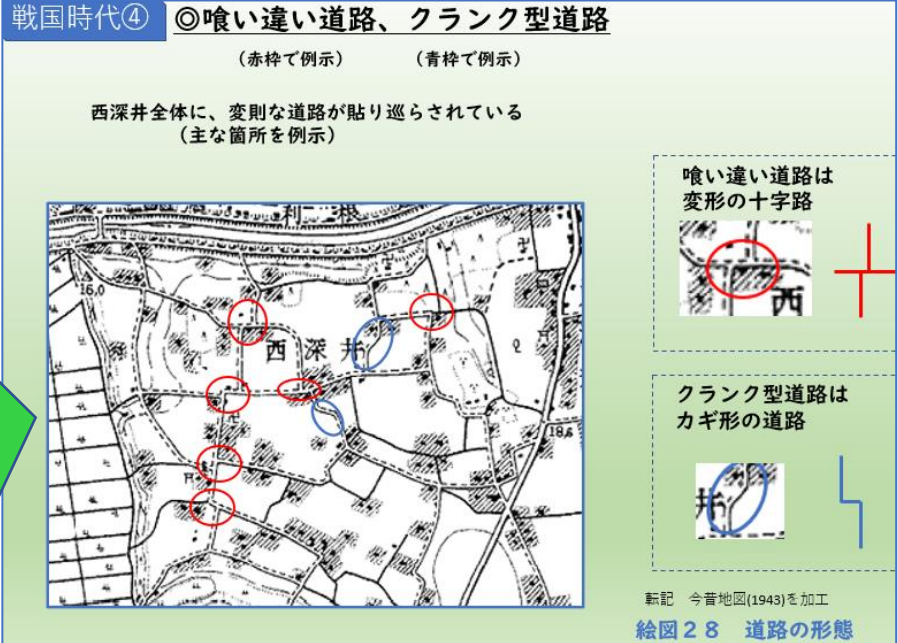 戦国時代④
◎喰い違い道路、クランク型道路
(赤枠で例示)
(青枠で例示)
西深井全体に、変則な道路が貼り巡らされている
(主な箇所を例示)
喰い違い道路は
変形の十字路
西
利根
16.0
西深井
18.6
クランク型道路は
カギ形の道路
井
転記 今昔地図(1943)を加工
絵図28 道路の形態